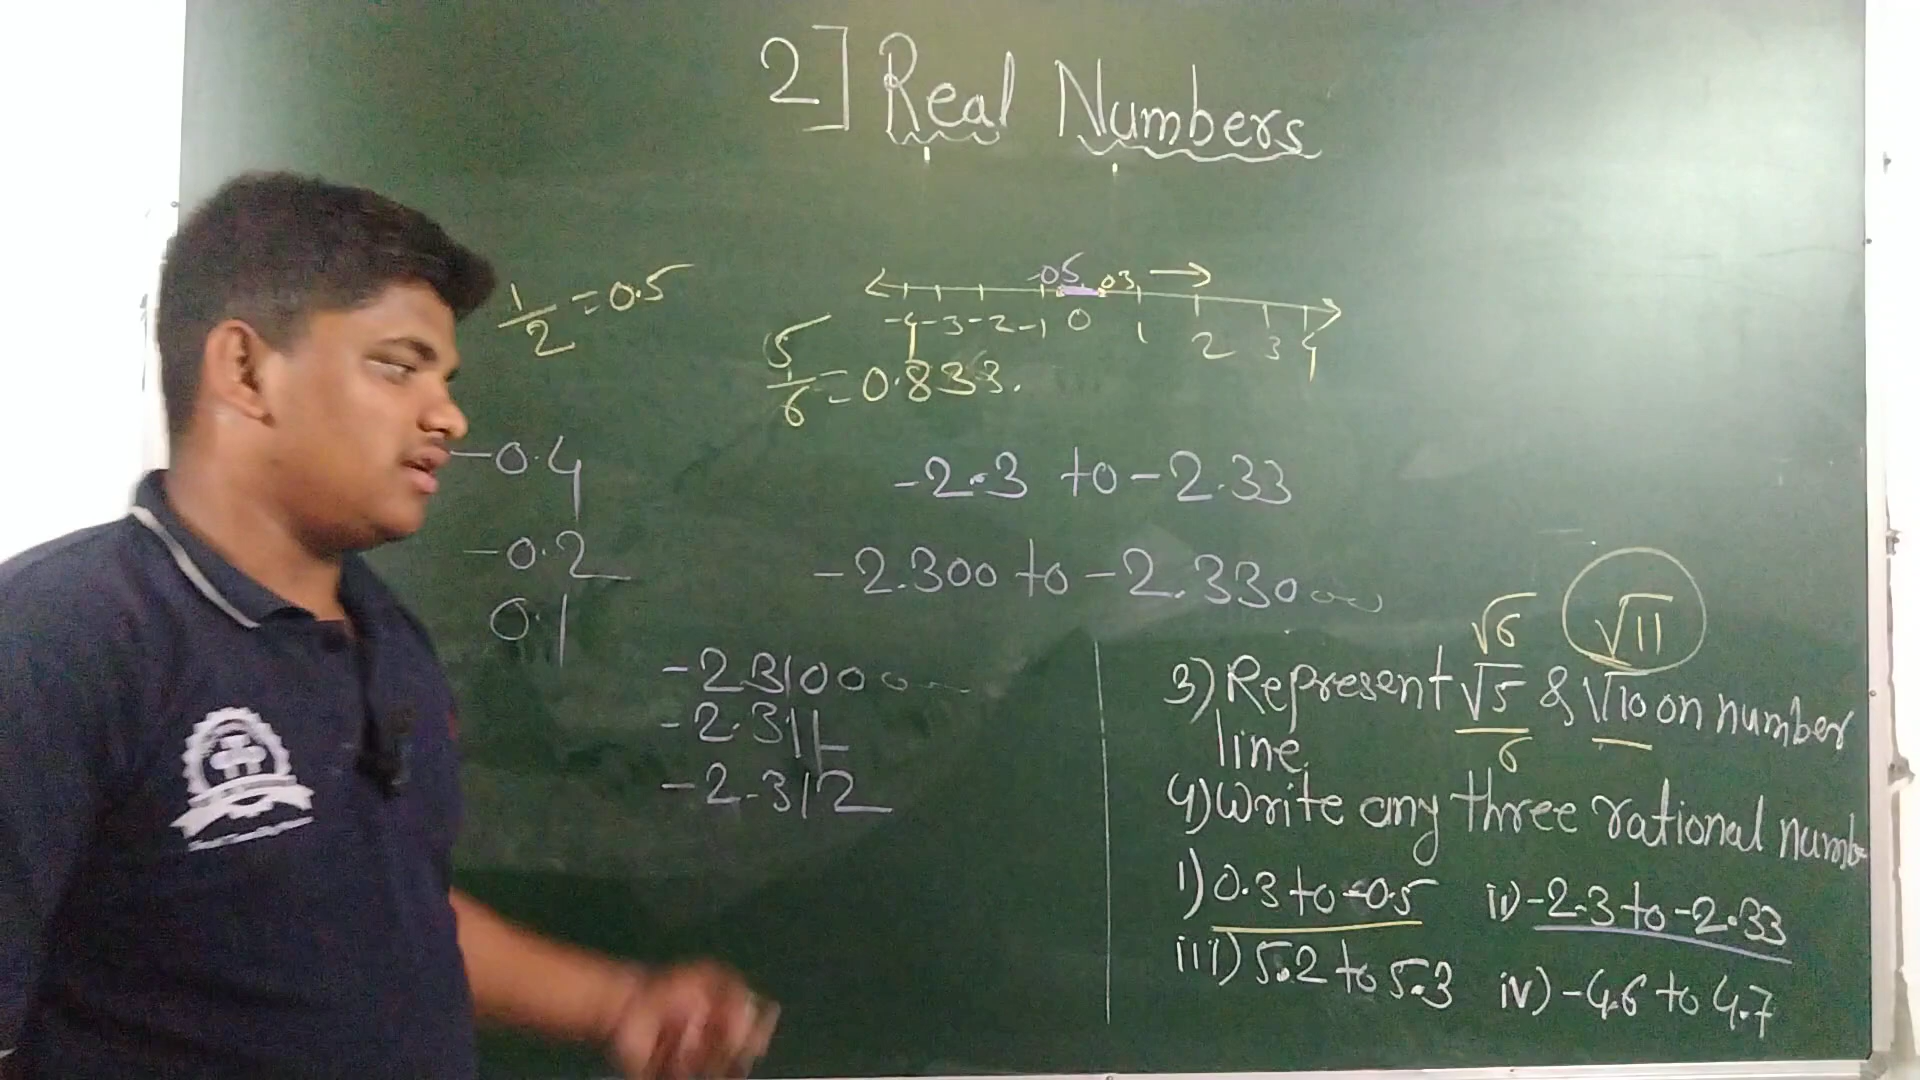 2] Real Numbers
1/2 = 0.5
-0.5 0.3
-4 -3 -2 -1 0 1 2 3 4
5/6 = 0.833.
-0.4
-0.2
0.1
-2.3 to -2.33
-2.300 to -2.330000
-2.3100000
-2.311
-2.312
√6 √11
3) Represent √5 & √10 on number
line.
6
4) Write any three rational numbe
i) 0.3 to -0.5 ii) -2.3 to -2.33
iii) 5.2 to 5.3 iv) -4.6 to 4.7